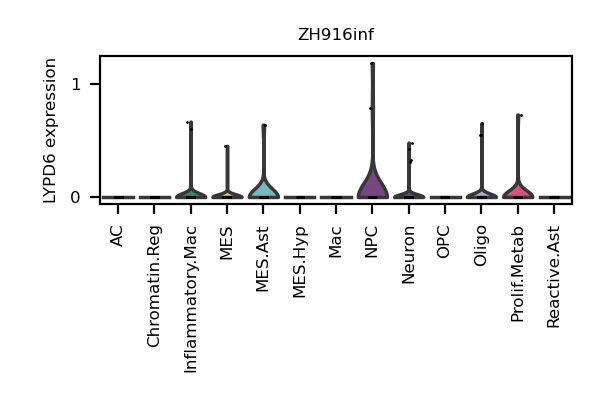 ZH916inf
LYPD6 expression
1
0
AC
Chromatin.Reg
Inflammatory.Mac
MES
MES.Ast
MES.Hyp
Mac
NPC
Neuron
OPC
Oligo
Prolif.Metab
Reactive.Ast